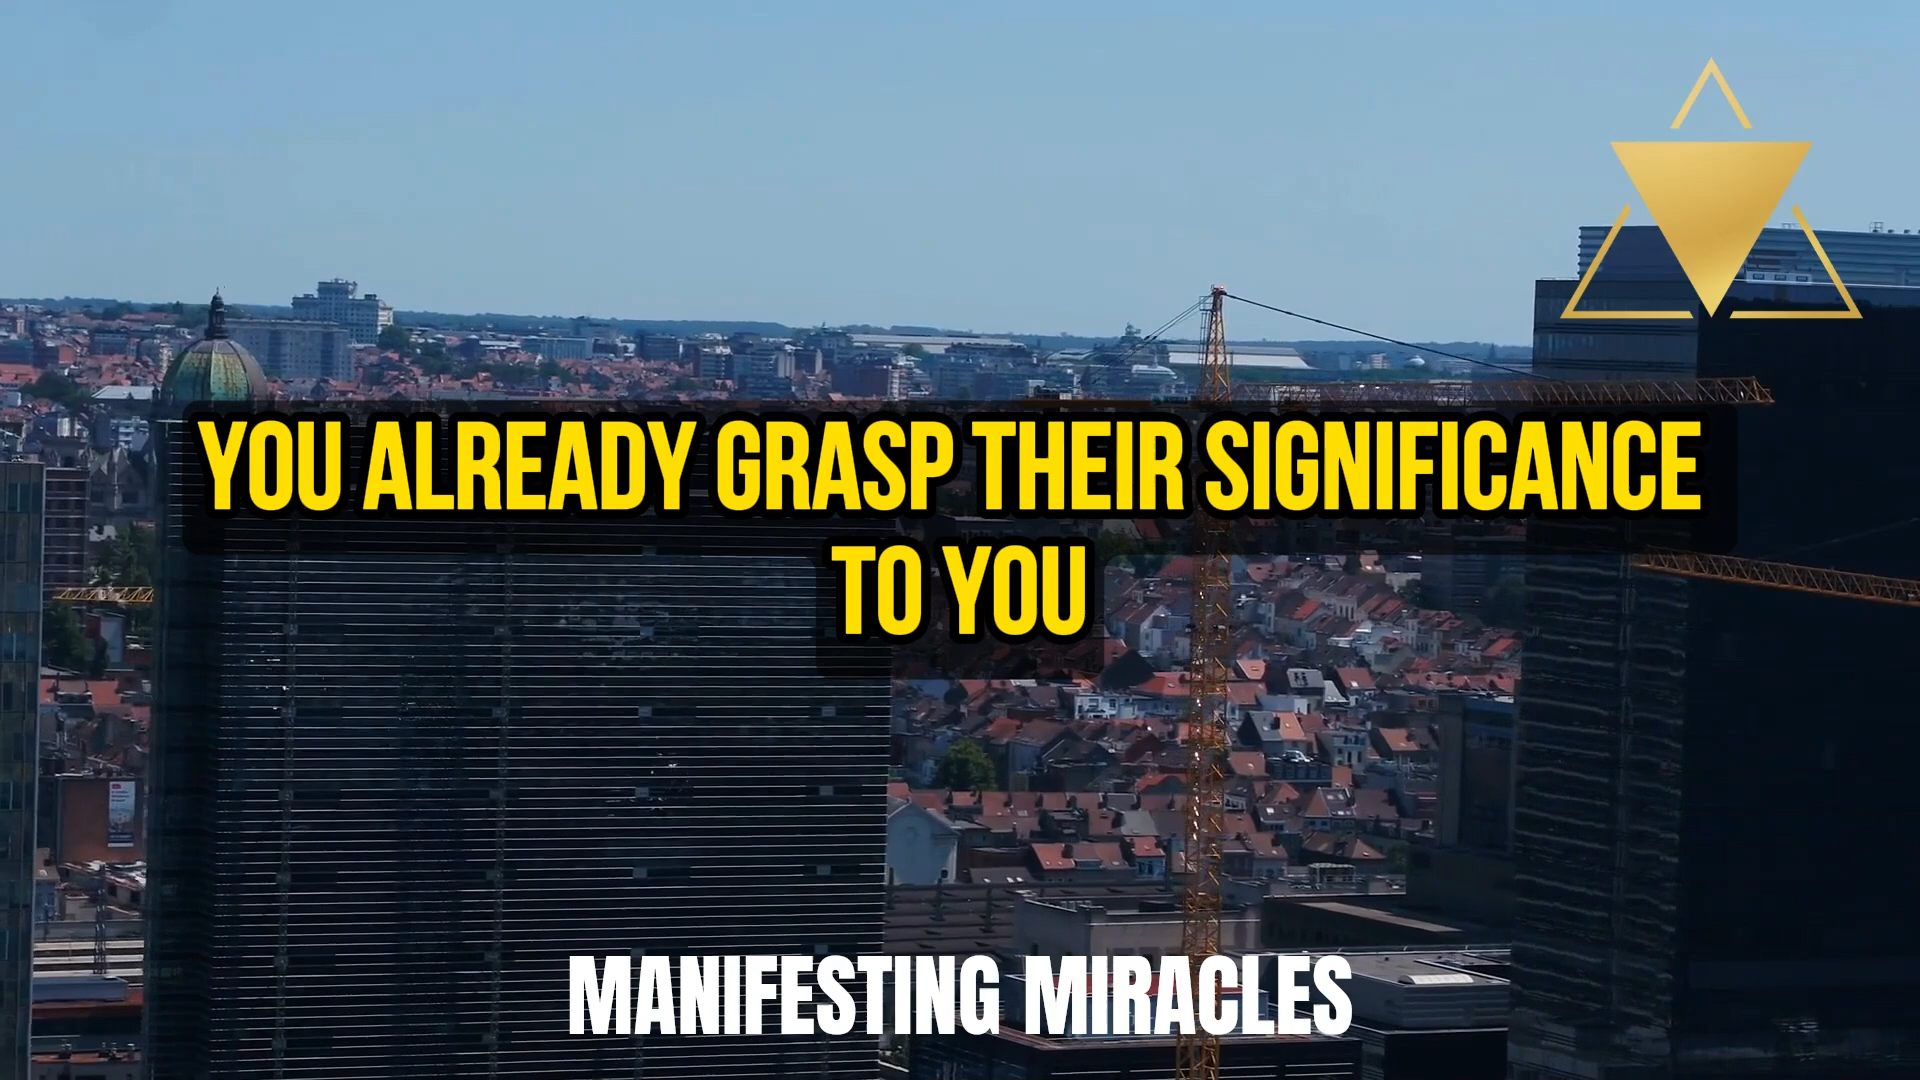 YOU ALREADY GRASP THEIR SIGNIFICANCE
TO YOU
MANIFESTING MIRACLES